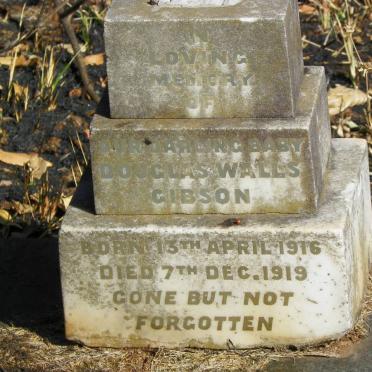 IN
LOVING
MEMORY
OF
OUR DARLING BABY
DOUGLAS WALLS
GIBSON
BORN 13TH APRIL 1916
DIED 7TH DEC. 1919
GONE BUT NOT
FORGOTTEN